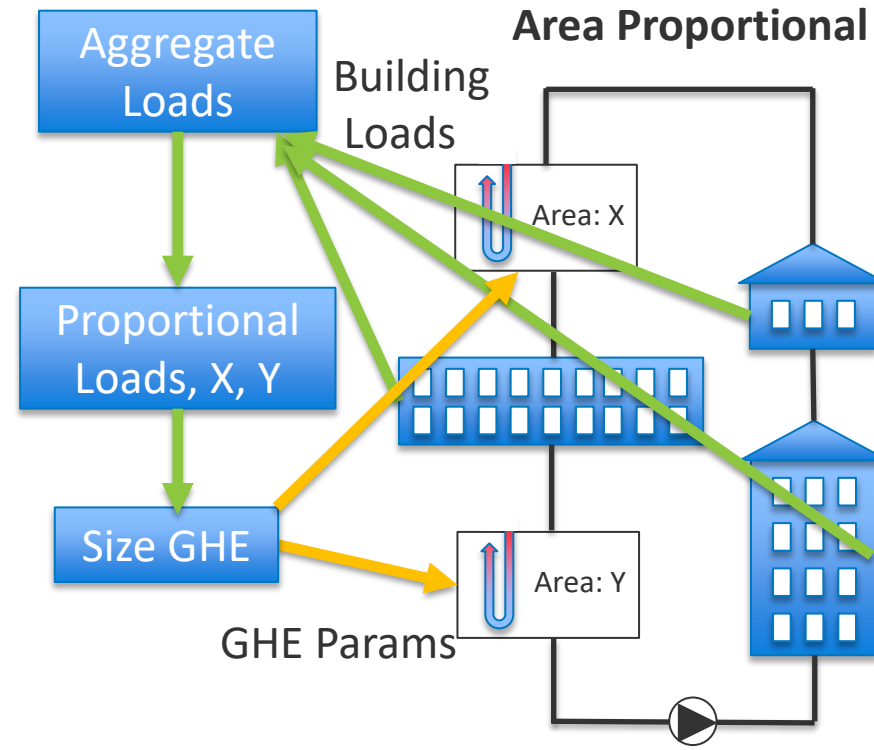 Area Proportional
Aggregate
Loads
Building
Loads
Area: X
Proportional
Loads, X, Y
Size GHE
Area: Y
GHE Params